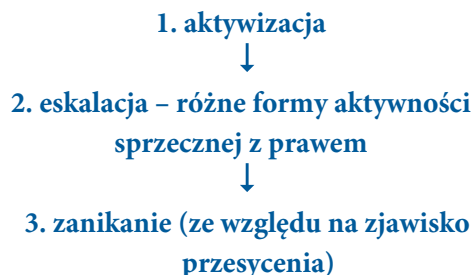 1. aktywizacja
↓
2. eskalacja – różne formy aktywności
sprzecznej z prawem
↓
3. zanikanie (ze względu na zjawisko
przesycenia)